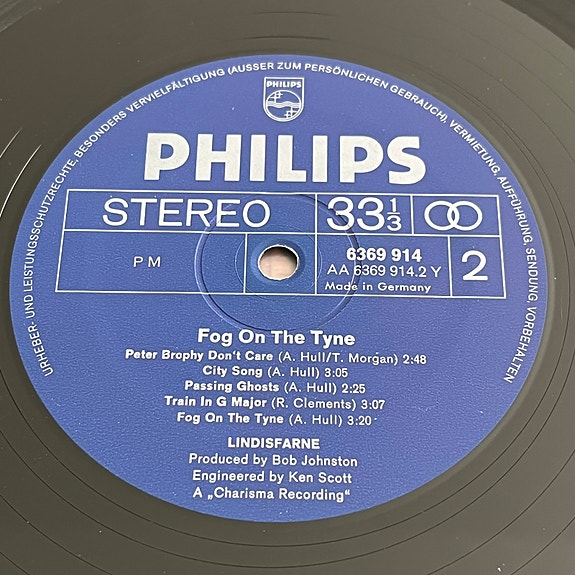 URHEBER- UND LEISTUNGSSCHUTZRECHTE, BESONDERS VERVIELFÄLTIGUNG (AUSSER ZUM PERSÖNLICHEN GEBRAUCH), VERMIETUNG, AUFFÜHRUNG, SENDUNG, VORBEHALTEN
PHILIPS
PHILIPS
STEREO 33 1/3
PM 6369 914 2
AA 6369 914.2 Y
Made in Germany
Fog On The Tyne
Peter Brophy Don't Care (A. Hull/T. Morgan) 2:48
City Song (A. Hull) 3:05
Passing Ghosts (A. Hull) 2:25
Train In G Major (R. Clements) 3:07
Fog On The Tyne (A. Hull) 3:20
LINDISFARNE
Produced by Bob Johnston
Engineered by Ken Scott
A „Charisma Recording"